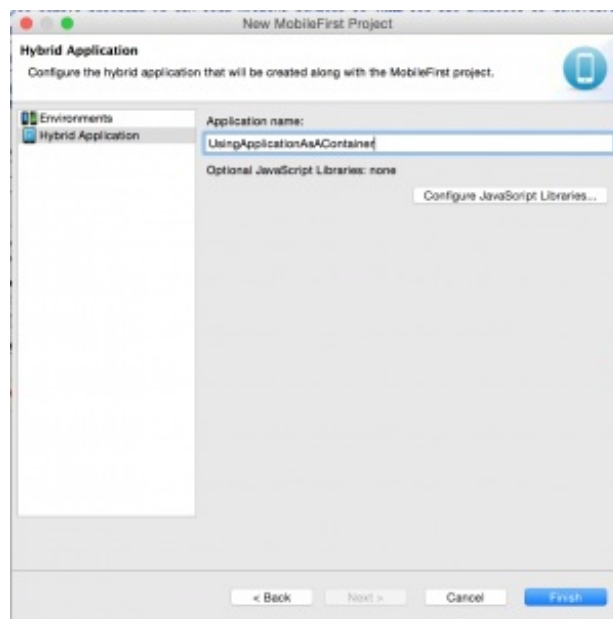 New MobileFirst Project
Hybrid Application
Configure the hybrid application that will be created along with the MobileFirst project.
Environments
Hybrid Application
Application name:
UsingApplicationAsAContainer
Optional JavaScript Libraries: none
Configure JavaScript Libraries...
< Back
Next >
Cancel
Finish